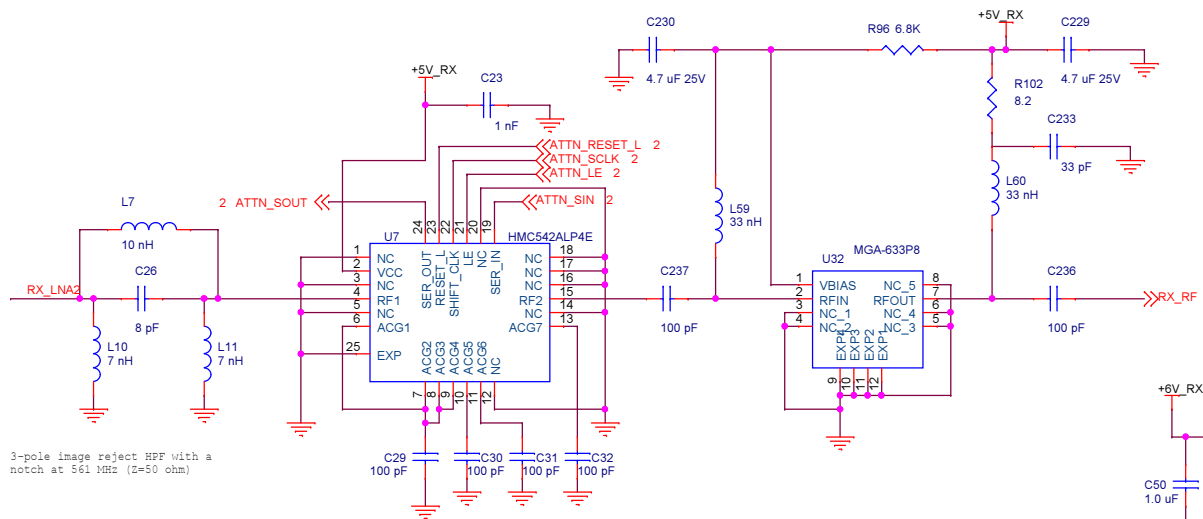 C230
4.7 uF 25V
R96 6.8K
+5V_RX
C229
4.7 uF 25V
R102
8.2
C233
33 pF
L60
33 nH
L59
33 nH
+5V_RX
C23
1 nF
ATTN_RESET_L 2
ATTN_SCLK 2
ATTN_LE 2
ATTN_SIN 2
2 ATTN_SOUT
L7
10 nH
C26
8 pF
RX_LNA2
L10
7 nH
L11
7 nH
3-pole image reject HPF with a
notch at 561 MHz (Z=50 ohm)
U7
HMC542ALP4E
24
23
22
21
20
19
SER_OUT
RESET_L
SHIFT_CLK
LE
NC
SER_IN
1 NC
2 VCC
3 NC
4 RF1
5 NC
6 ACG1
25 EXP
NC 18
NC 17
NC 16
RF2 15
NC 14
ACG7 13
ACG2
ACG3
ACG4
ACG5
ACG6
NC
7
8
9
10
11
12
C29
100 pF
C30
100 pF
C31
100 pF
C32
100 pF
C237
100 pF
MGA-633P8
U32
1 VBIAS
2 RFIN
3 NC_1
4 NC_2
NC_5 8
RFOUT 7
NC_4 6
NC_3 5
EXP4
EXP3
EXP2
EXP1
9
10
11
12
C236
100 pF
RX_RF
+6V_RX
C50
1.0 uF